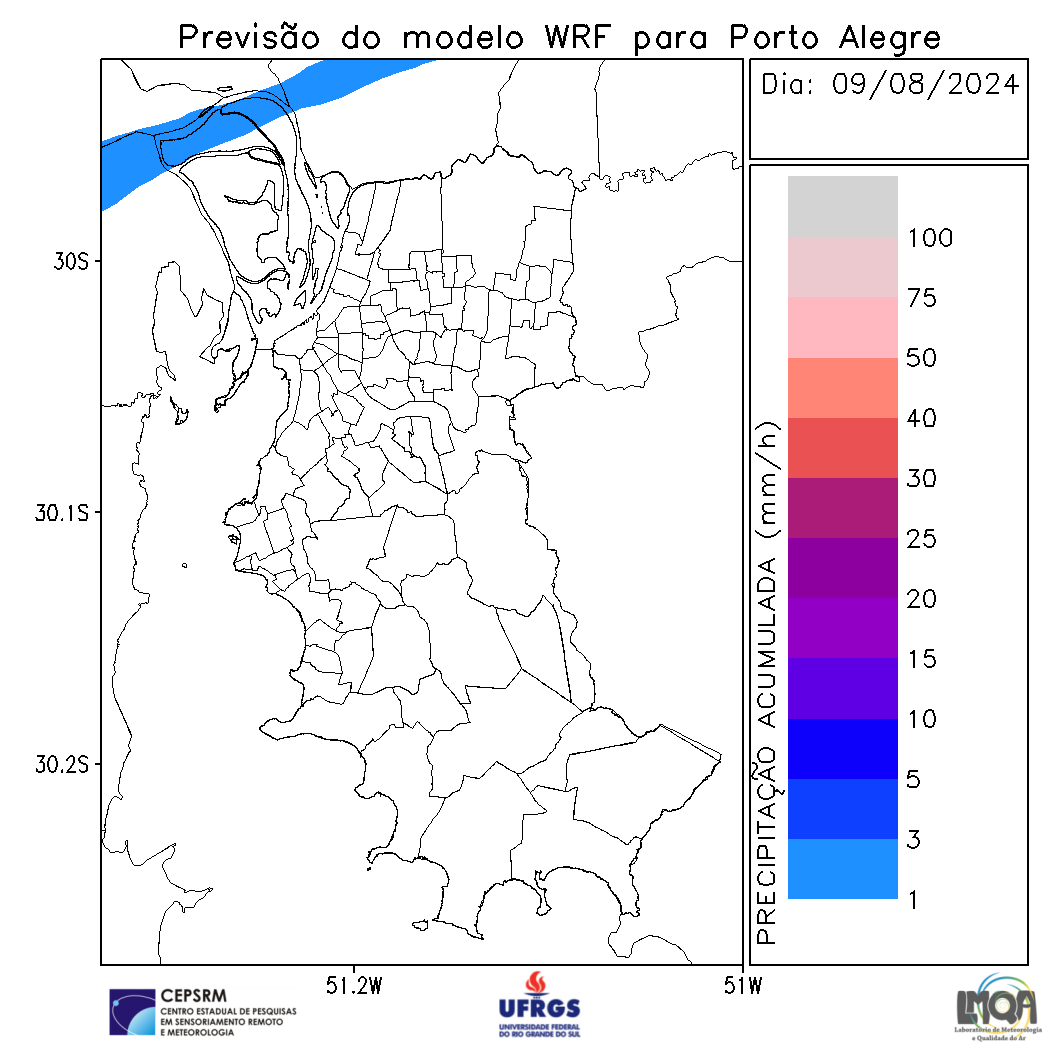 Previsão do modelo WRF para Porto Alegre
Dia: 09/08/2024
30S
30.1S
30.2S
51.2W
51W
PRECIPITAÇÃO ACUMULADA (mm/h)
100
75
50
40
30
25
20
15
10
5
3
1
CEPSRM
CENTRO ESTADUAL DE PESQUISAS
EM SENSORIAMENTO REMOTO
E METEOROLOGIA
UFRGS
UNIVERSIDADE FEDERAL
DO RIO GRANDE DO SUL
LMQA
Laboratório de Meteorologia
e Qualidade do Ar